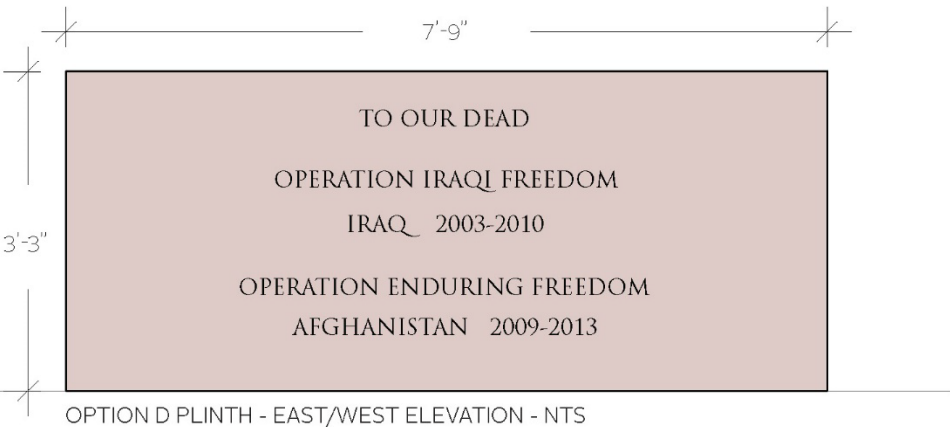 7'-9"
TO OUR DEAD
OPERATION IRAQI FREEDOM
IRAQ 2003-2010
3'-3"
OPERATION ENDURING FREEDOM
AFGHANISTAN 2009-2013
OPTION D PLINTH - EAST/WEST ELEVATION - NTS